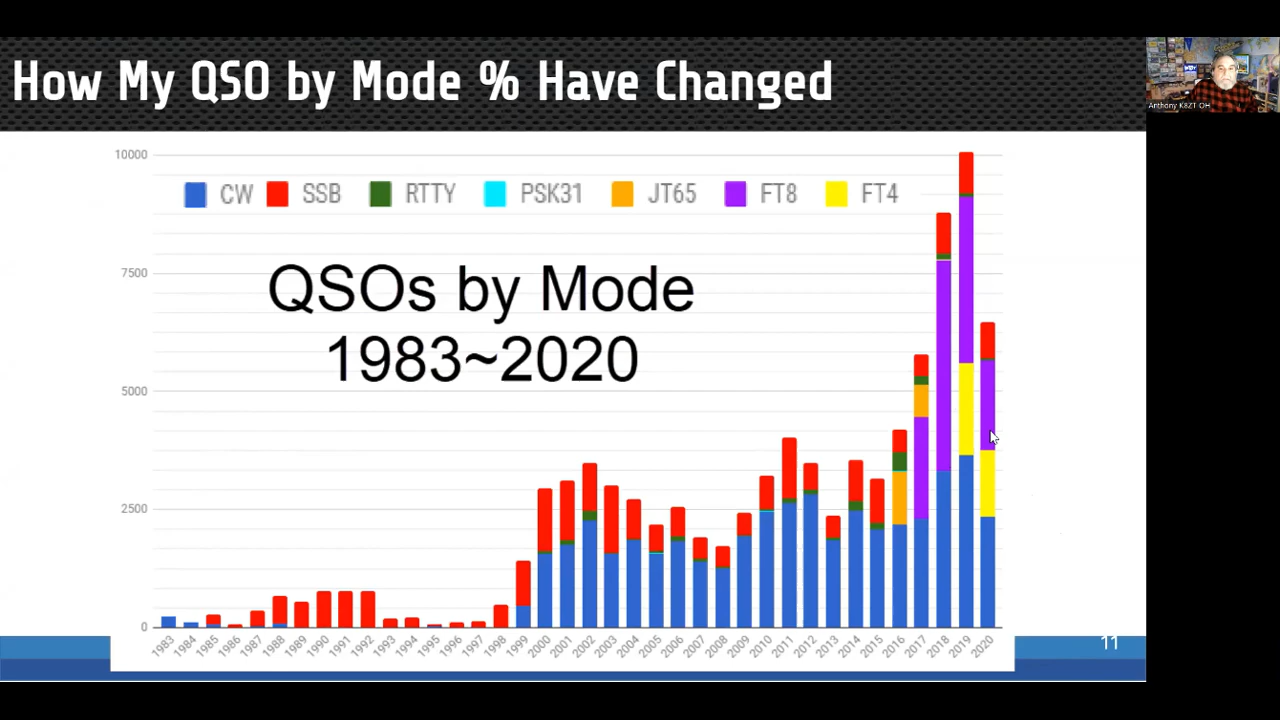 How My QSO by Mode % Have Changed
Anthony K8ZT-OH
10000
CW SSB RTTY PSK31 JT65 FT8 FT4
QSOs by Mode
1983~2020
7500
5000
2500
0
1983 1984 1985 1986 1987 1988 1989 1990 1991 1992 1993 1994 1995 1996 1997 1998 1999 2000 2001 2002 2003 2004 2005 2006 2007 2008 2009 2010 2011 2012 2013 2014 2015 2016 2017 2018 2019 2020
11